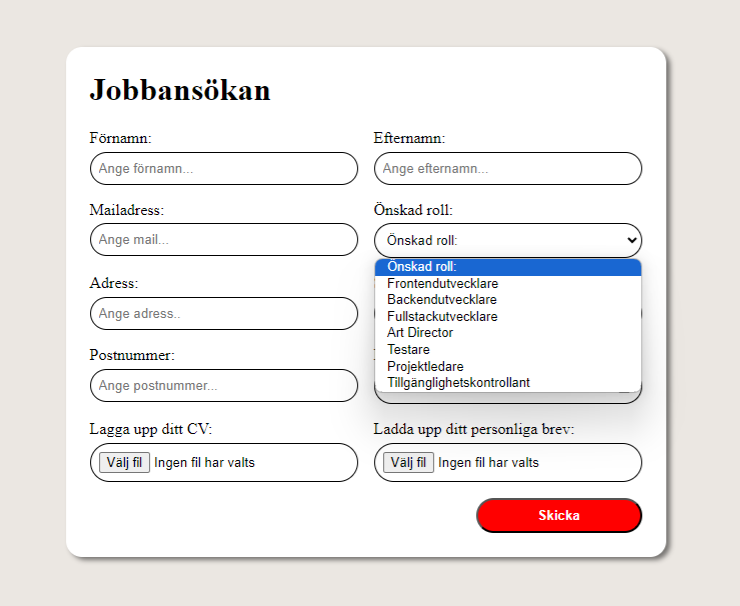 Jobbansökan
Förnamn:
Efternamn:
Ange förnamn...
Ange efternamn...
Mailadress:
Önskad roll:
Ange mail...
Önskad roll:
Önskad roll:
Frontendutvecklare
Backendutvecklare
Fullstackutvecklare
Art Director
Testare
Projektledare
Tillgänglighetskontrollant
Adress:
Ange adress..
Postnummer:
Ange postnummer...
Lagga upp ditt CV:
Ladda upp ditt personliga brev:
Välj fil Ingen fil har valts
Välj fil Ingen fil har valts
Skicka